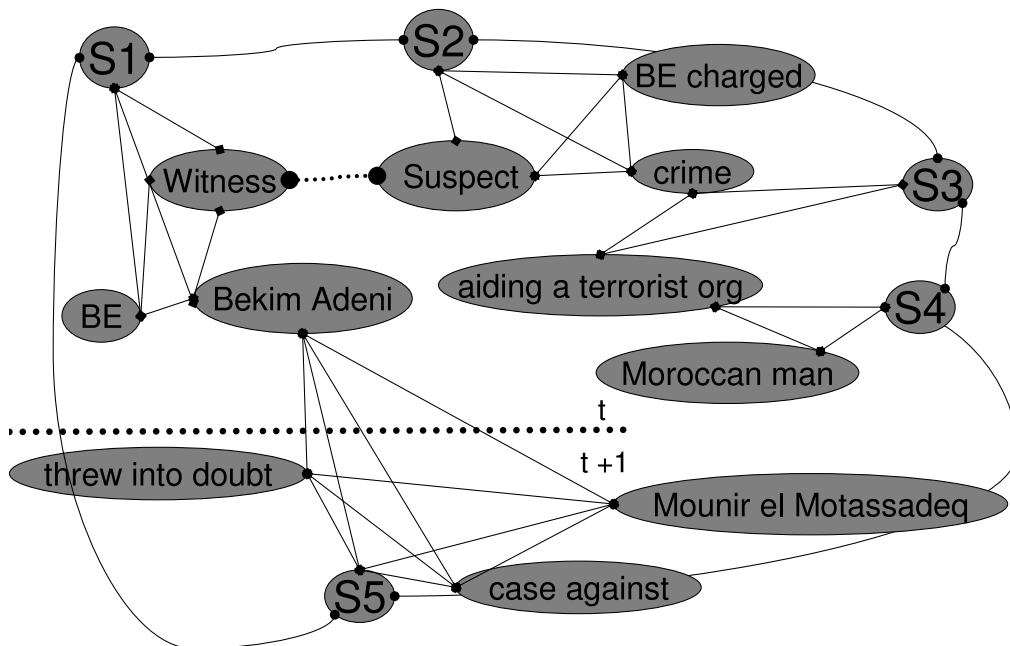 S1
S2
BE charged
Witness
Suspect
crime
S3
BE
Bekim Adeni
aiding a terrorist org
S4
Moroccan man
t
t +1
threw into doubt
Mounir el Motassadeq
S5
case against